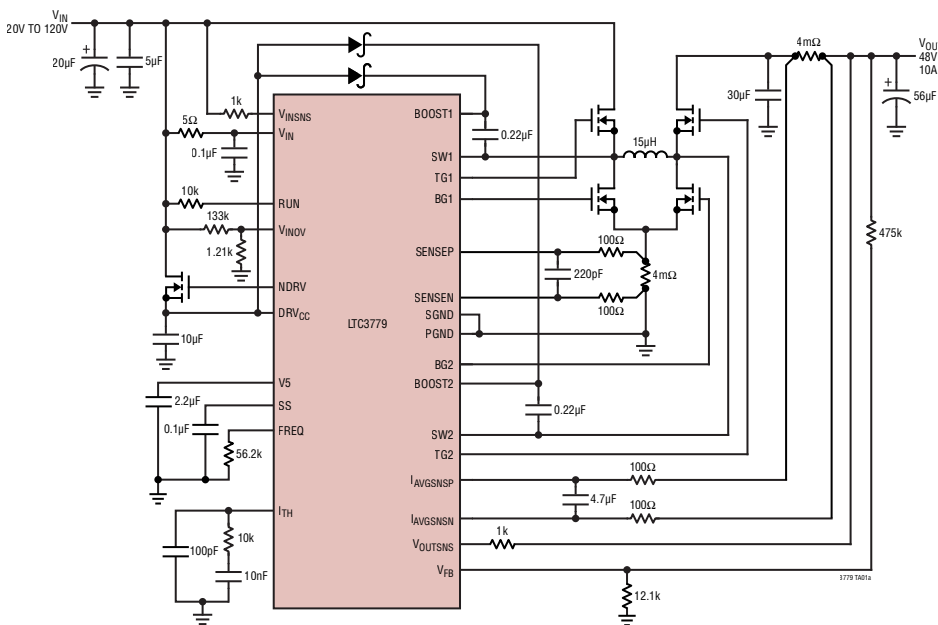 VIN
20V TO 120V
20µF
5µF
1k
5Ω
0.1µF
10k
133k
1.21k
10µF
2.2µF
0.1µF
56.2k
100pF
10k
10nF
VINSNS
VIN
RUN
VINOV
NDRV
DRVCC
V5
SS
FREQ
ITH
LTC3779
BOOST1
SW1
TG1
BG1
SENSEP
SENSEN
SGND
PGND
BG2
BOOST2
SW2
TG2
IAVGSNSP
IAVGSNSN
VOUTSNS
VFB
0.22µF
15µH
100Ω
220pF
4mΩ
100Ω
0.22µF
100Ω
4.7µF
100Ω
1k
12.1k
30µF
4mΩ
VOU
48V
10A
56µF
475k
3779 TA01a